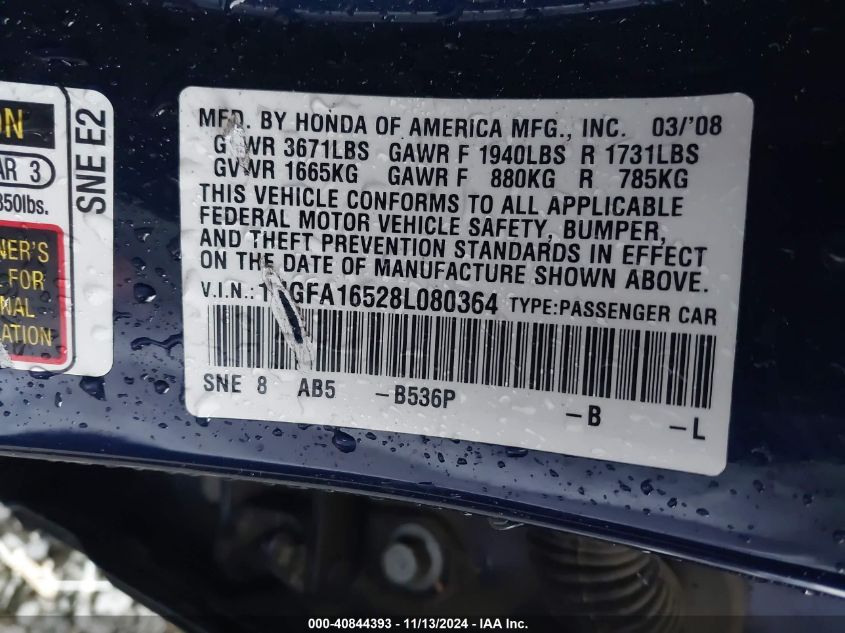 ON
AR 3
350lbs.
SNE E2
NER'S
FOR
NAL
ATION
MFD. BY HONDA OF AMERICA MFG., INC. 03/'08
GVWR 3671LBS GAWR F 1940LBS R 1731LBS
GVWR 1665KG GAWR F 880KG R 785KG
THIS VEHICLE CONFORMS TO ALL APPLICABLE
FEDERAL MOTOR VEHICLE SAFETY, BUMPER,
AND THEFT PREVENTION STANDARDS IN EFFECT
ON THE DATE OF MANUFACTURE SHOWN ABOVE.
V.I.N.: TYPE:PASSENGER CAR
SNE 8 AB5 -B536P
-B
-L
000-40844393 - 11/13/2024 - IAA Inc.